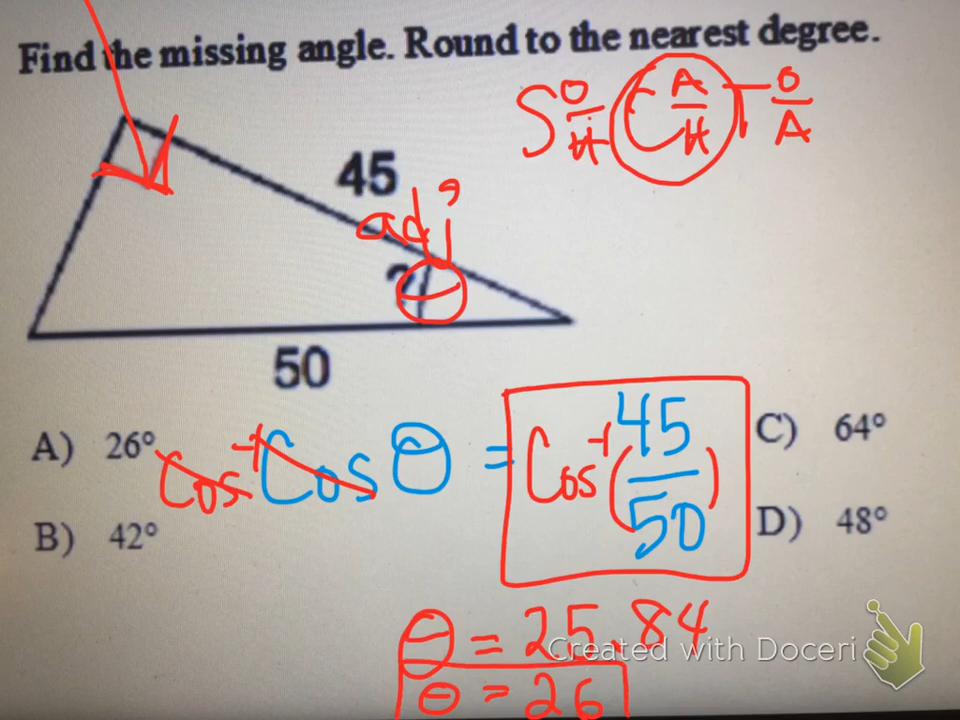 Find the missing angle. Round to the nearest degree.
S O/H C A/H T O/A
45
adj
?
θ
50
A) 26°
C) 64°
cos⁻¹ Cos θ = Cos⁻¹(45/50)
B) 42°
D) 48°
θ = 25.84
Created with Doceri
θ = 26